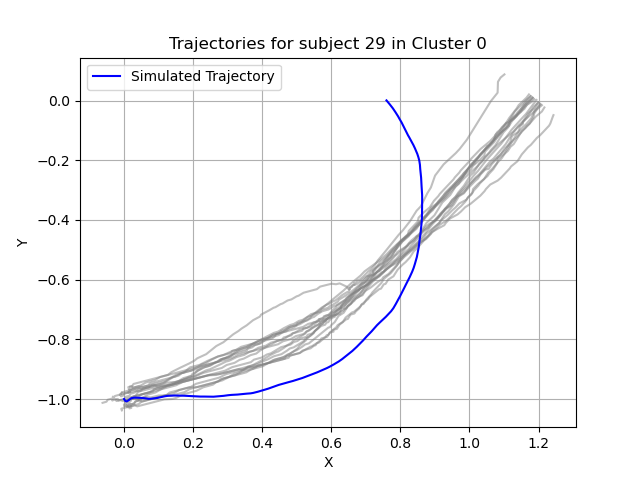 Trajectories for subject 29 in Cluster 0
Simulated Trajectory
0.0
−0.2
−0.4
−0.6
−0.8
−1.0
Y
0.0 0.2 0.4 0.6 0.8 1.0 1.2
X